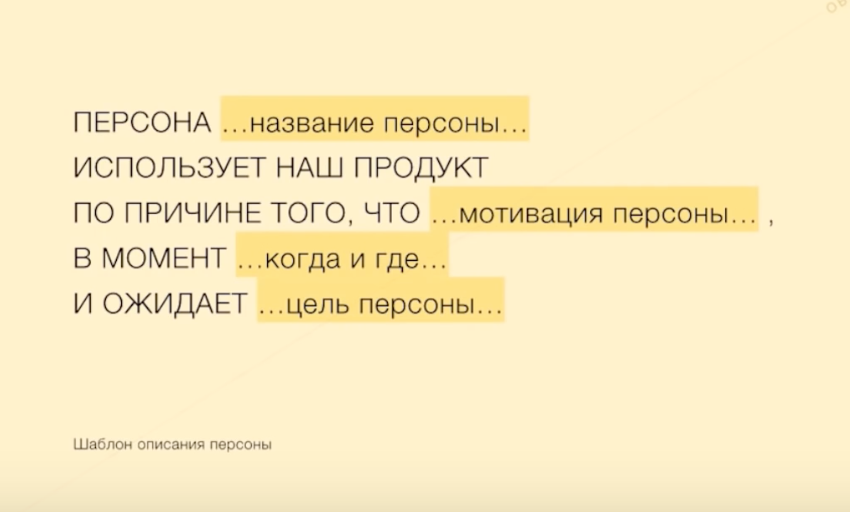 ПЕРСОНА ...название персоны...
ИСПОЛЬЗУЕТ НАШ ПРОДУКТ
ПО ПРИЧИНЕ ТОГО, ЧТО ...мотивация персоны... ,
В МОМЕНТ ...когда и где...
И ОЖИДАЕТ ...цель персоны...
Шаблон описания персоны